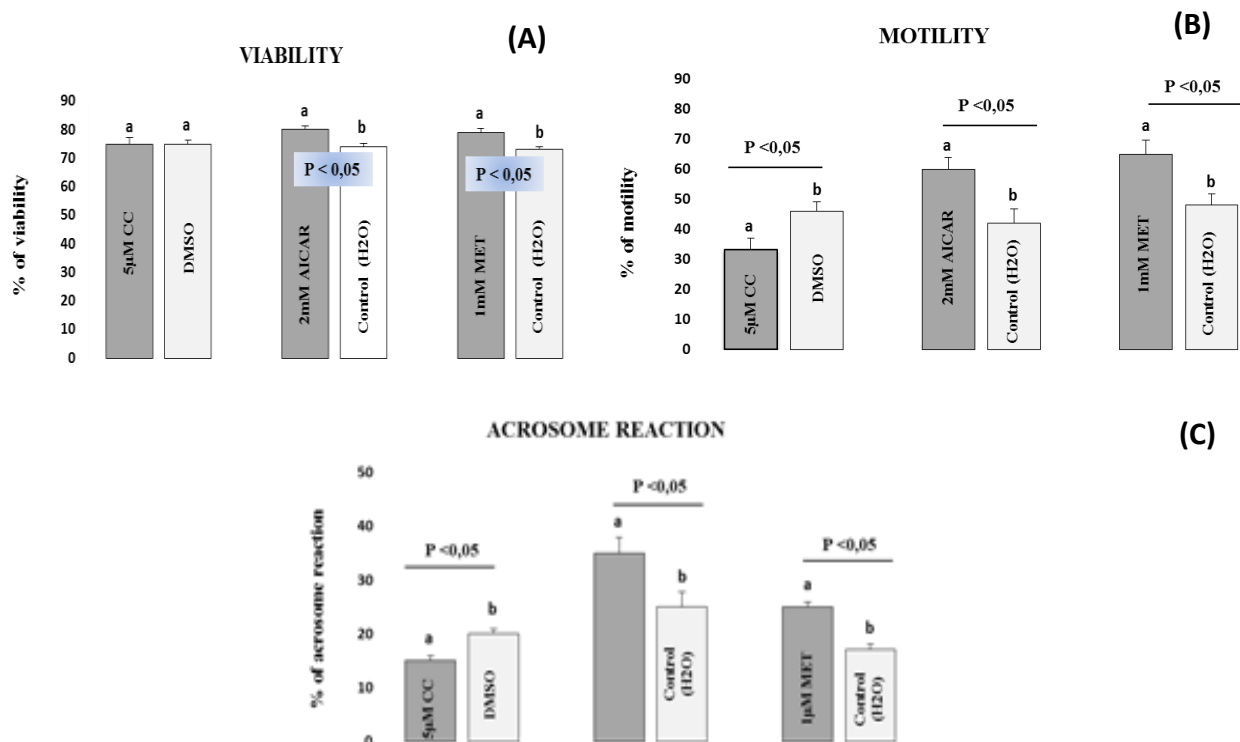 (A)
VIABILITY
% of viability
90
80
70
60
50
40
30
20
10
0
a
a
a
b
a
b
P < 0,05
P < 0,05
5µM CC
DMSO
2mM AICAR
Control (H2O)
1mM MET
Control (H2O)
(B)
MOTILITY
% of motility
90
80
70
60
50
40
30
20
10
0
P <0,05
P <0,05
P <0,05
a
b
a
b
a
b
5µM CC
DMSO
2mM AICAR
Control (H2O)
1mM MET
Control (H2O)
(C)
ACROSOME REACTION
% of acrosome reaction
50
40
30
20
10
0
P <0,05
P <0,05
P <0,05
a
b
a
b
a
b
5µM CC
DMSO
Control
(H2O)
1µM MET
Control
(H2O)